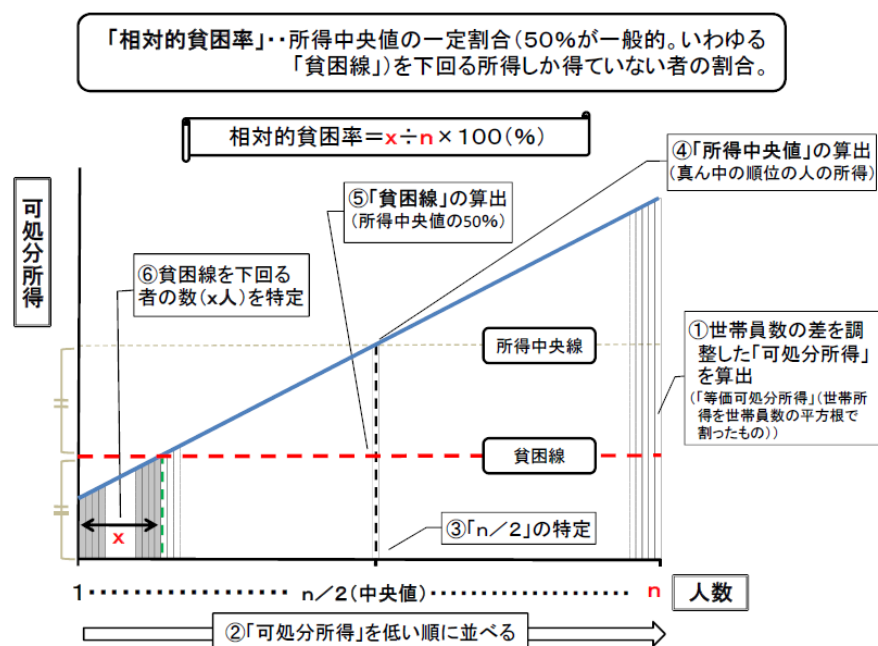 「相対的貧困率」･･所得中央値の一定割合(50%が一般的。いわゆる
「貧困線」)を下回る所得しか得ていない者の割合。
相対的貧困率＝x÷n×100(%)
④「所得中央値」の算出
(真ん中の順位の人の所得)
⑤「貧困線」の算出
(所得中央値の50%)
可処分所得
⑥貧困線を下回る
者の数(x人)を特定
所得中央線
①世帯員数の差を調
整した「可処分所得」
を算出
(「等価可処分所得」(世帯所
得を世帯員数の平方根で
割ったもの))
貧困線
x
③「n／2」の特定
1･･････････････････n／2(中央値)･･････････････････････n
人数
②「可処分所得」を低い順に並べる